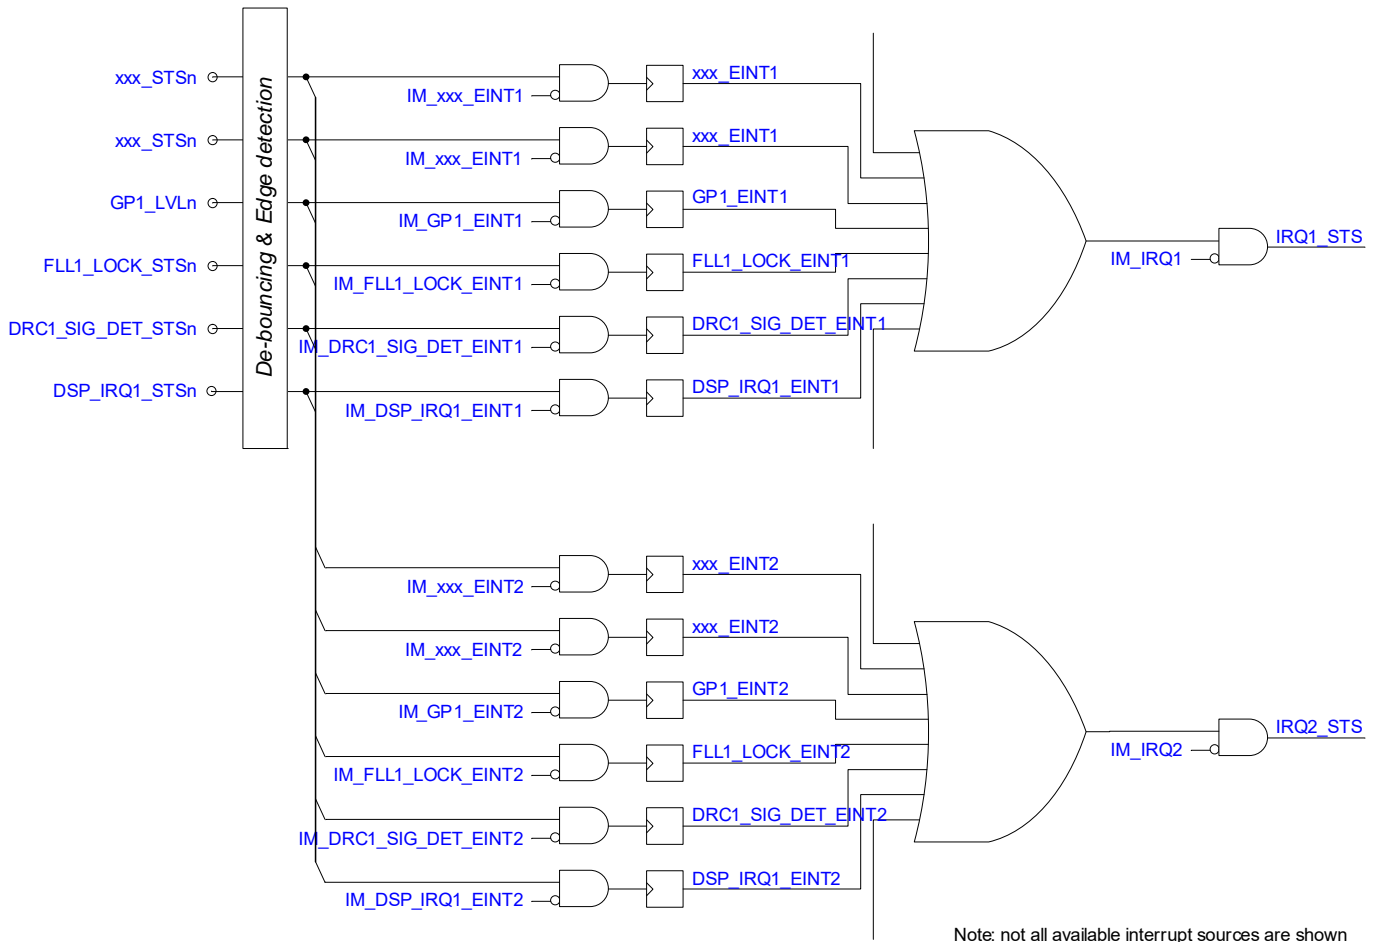 xxx_STSn
xxx_STSn
GP1_LVLn
FLL1_LOCK_STSn
DRC1_SIG_DET_STSn
DSP_IRQ1_STSn
De-bouncing & Edge detection
IM_xxx_EINT1
xxx_EINT1
IM_xxx_EINT1
xxx_EINT1
IM_GP1_EINT1
GP1_EINT1
IM_FLL1_LOCK_EINT1
FLL1_LOCK_EINT1
IM_DRC1_SIG_DET_EINT1
DRC1_SIG_DET_EINT1
IM_DSP_IRQ1_EINT1
DSP_IRQ1_EINT1
IM_IRQ1
IRQ1_STS
IM_xxx_EINT2
xxx_EINT2
IM_xxx_EINT2
xxx_EINT2
IM_GP1_EINT2
GP1_EINT2
IM_FLL1_LOCK_EINT2
FLL1_LOCK_EINT2
IM_DRC1_SIG_DET_EINT2
DRC1_SIG_DET_EINT2
IM_DSP_IRQ1_EINT2
DSP_IRQ1_EINT2
IM_IRQ2
IRQ2_STS
Note: not all available interrupt sources are shown